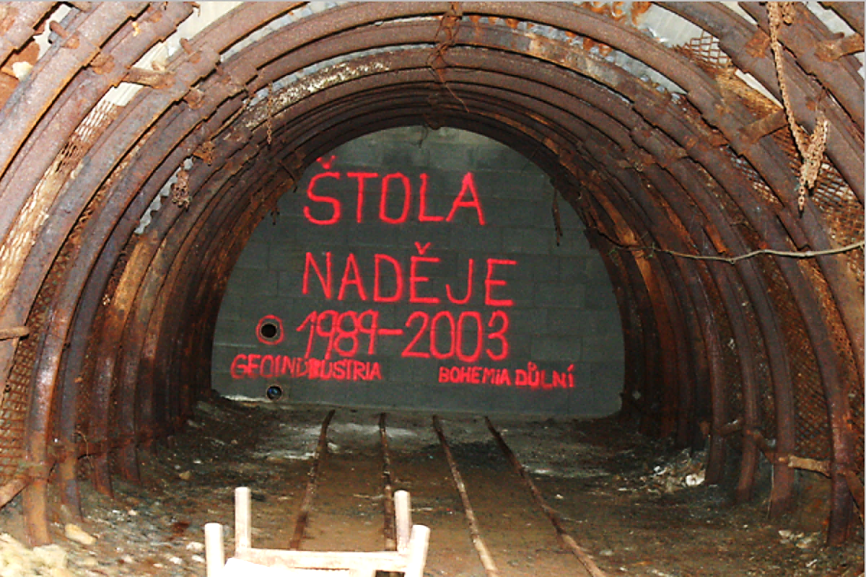 ŠTOLA
NADĚJE
1989-2003
GEOINDUSTRIA BOHEMIA DŮLNÍ